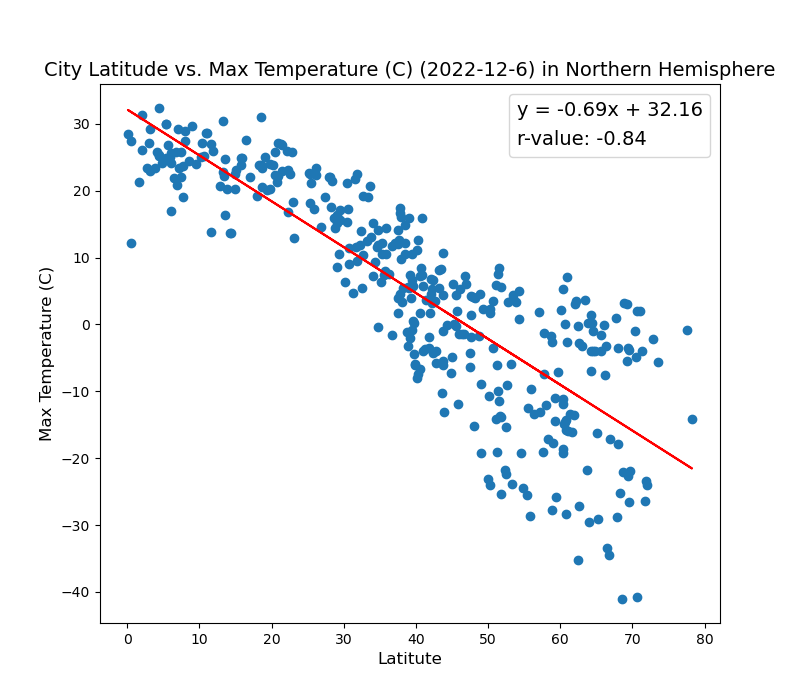 City Latitude vs. Max Temperature (C) (2022-12-6) in Northern Hemisphere
y = -0.69x + 32.16
r-value: -0.84
Max Temperature (C)
30
20
10
0
−10
−20
−30
−40
0 10 20 30 40 50 60 70 80
Latitute